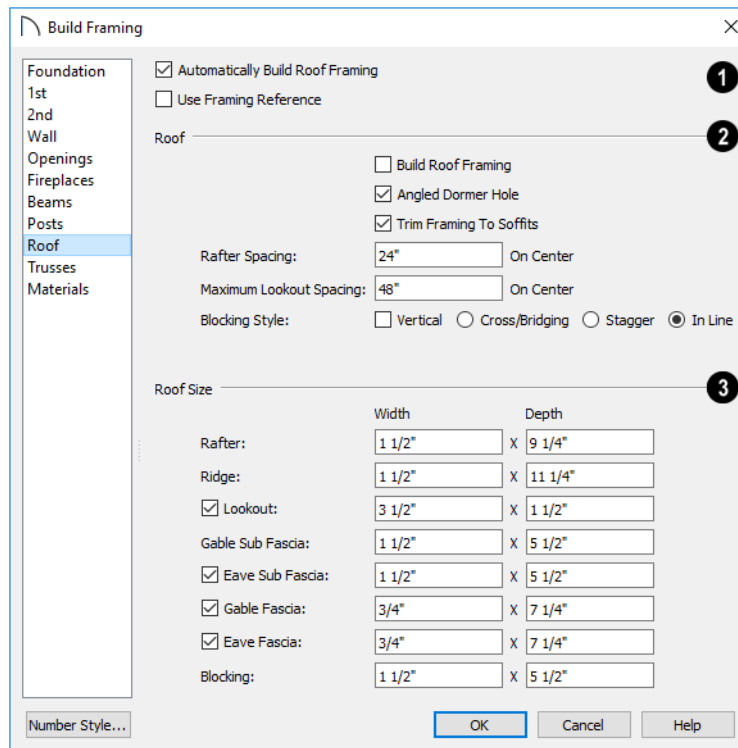 Build Framing
Foundation
1st
2nd
Wall
Openings
Fireplaces
Beams
Posts
Roof
Trusses
Materials
Automatically Build Roof Framing
1
Use Framing Reference
Roof
2
Build Roof Framing
Angled Dormer Hole
Trim Framing To Soffits
Rafter Spacing: 24" On Center
Maximum Lookout Spacing: 48" On Center
Blocking Style: Vertical Cross/Bridging Stagger In Line
Roof Size
3
Width Depth
Rafter: 1 1/2" X 9 1/4"
Ridge: 1 1/2" X 11 1/4"
Lookout: 3 1/2" X 1 1/2"
Gable Sub Fascia: 1 1/2" X 5 1/2"
Eave Sub Fascia: 1 1/2" X 5 1/2"
Gable Fascia: 3/4" X 7 1/4"
Eave Fascia: 3/4" X 7 1/4"
Blocking: 1 1/2" X 5 1/2"
Number Style... OK Cancel Help